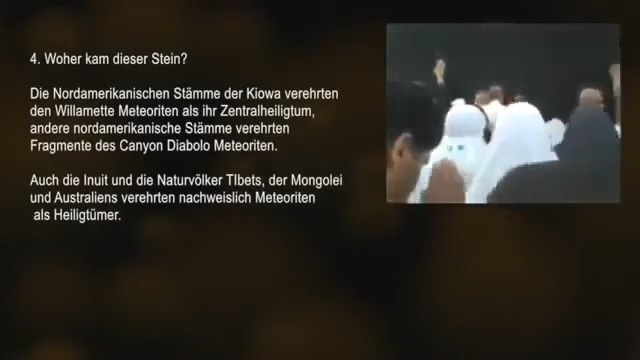 4. Woher kam dieser Stein?
Die Nordamerikanischen Stämme der Kiowa verehrten
den Willamette Meteoriten als ihr Zentralheiligtum,
andere nordamerikanische Stämme verehrten
Fragmente des Canyon Diabolo Meteoriten.
Auch die Inuit und die Naturvölker TIbets, der Mongolei
und Australiens verehrten nachweislich Meteoriten
als Heiligtümer.